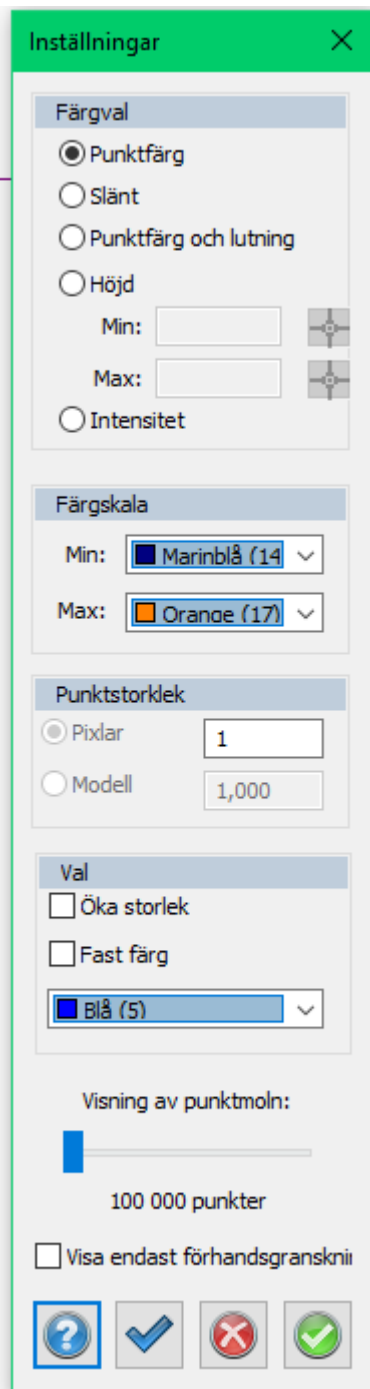 Inställningar
Färgval
Punktfärg
Slänt
Punktfärg och lutning
Höjd
Min:
Max:
Intensitet
Färgskala
Min: Marinblå (14
Max: Orange (17)
Punktstorklek
Pixlar 1
Modell 1,000
Val
Öka storlek
Fast färg
Blå (5)
Visning av punktmoln:
100 000 punkter
Visa endast förhandsgransknin